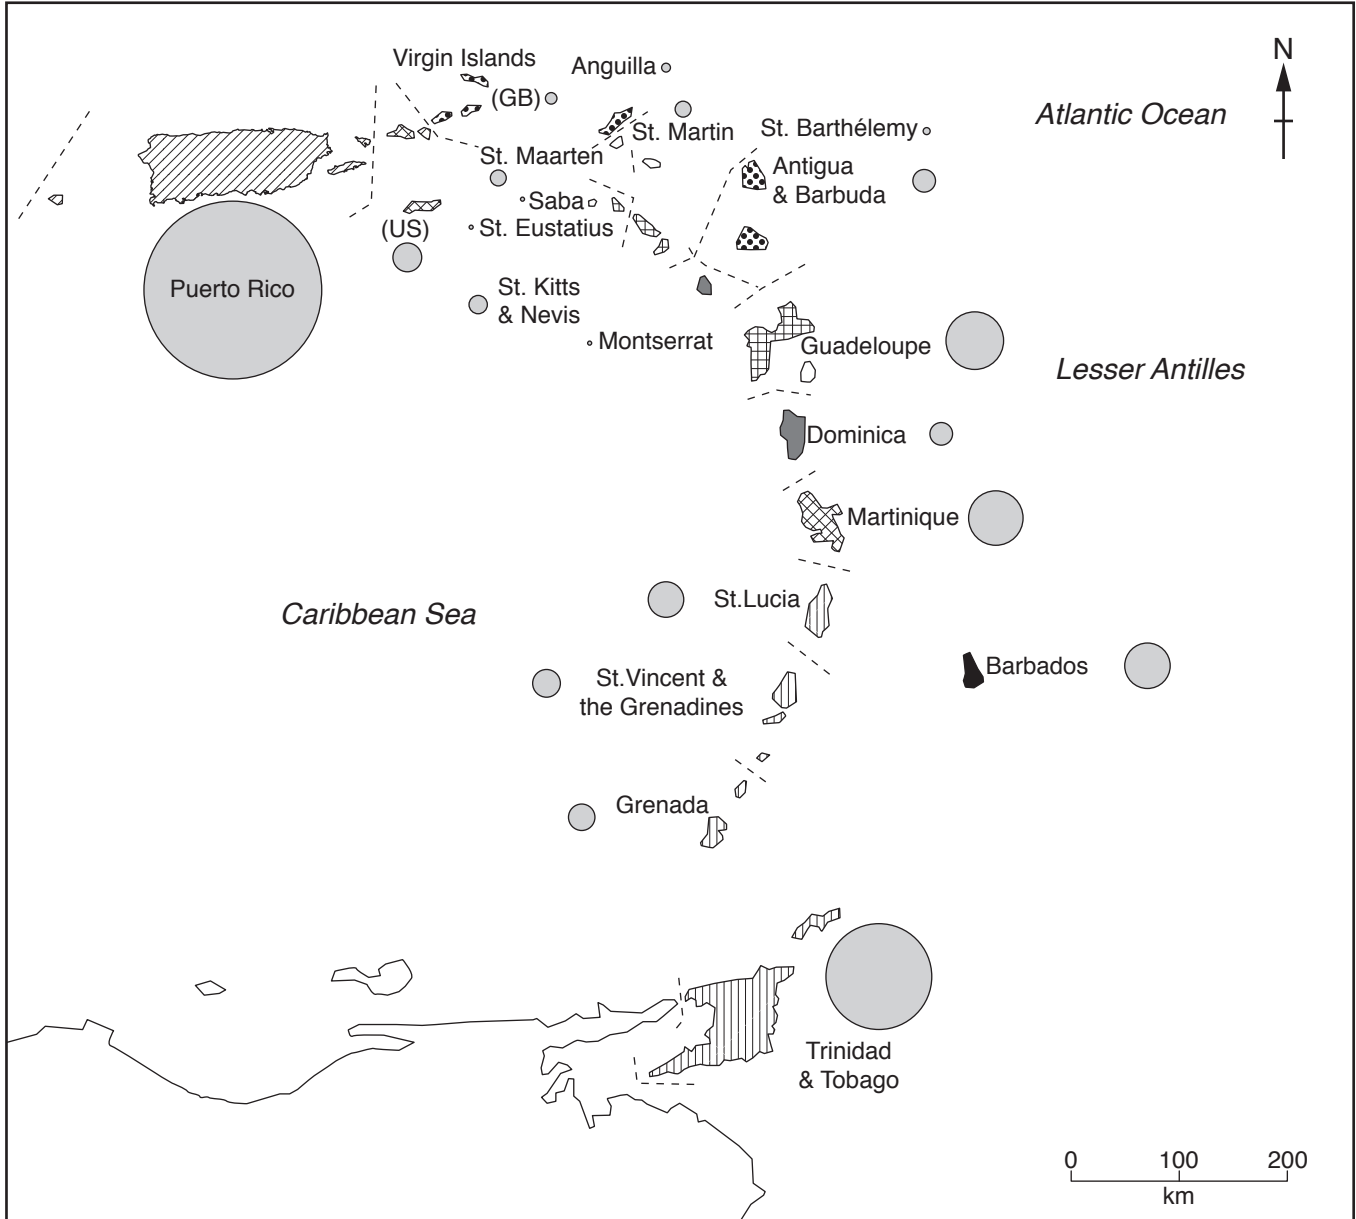 Virgin Islands
Anguilla
N
(GB)
Atlantic Ocean
St. Martin
St. Barthélemy
St. Maarten
Antigua
& Barbuda
Saba
(US)
St. Eustatius
Puerto Rico
St. Kitts
& Nevis
Montserrat
Guadeloupe
Lesser Antilles
Dominica
Martinique
St.Lucia
Caribbean Sea
Barbados
St.Vincent &
the Grenadines
Grenada
Trinidad
& Tobago
0 100 200
km